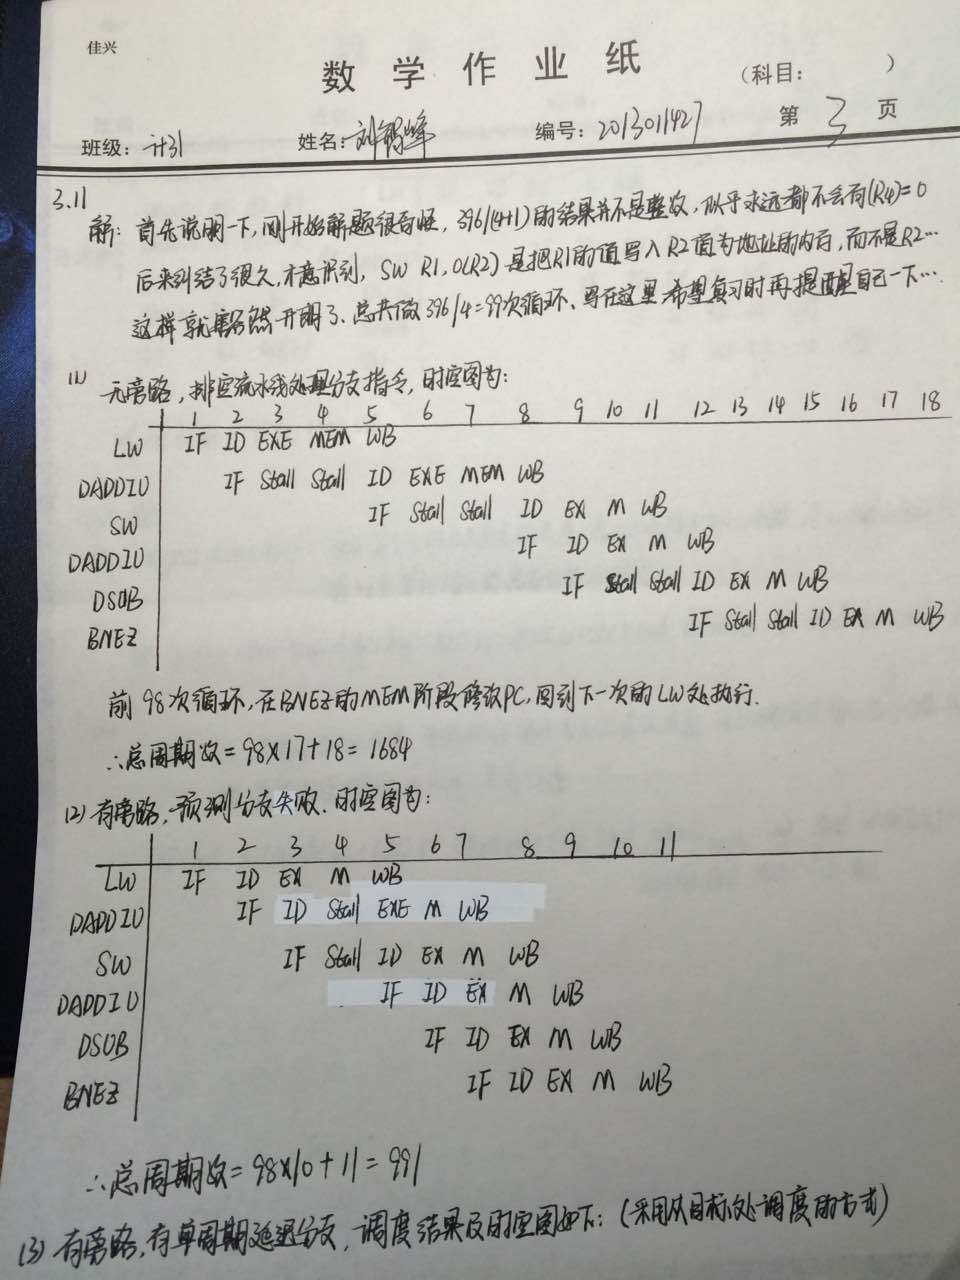 佳兴
数 学 作 业 纸
(科目: )
班级: 计31 姓名: 刘 编号: 2013011427 第 3 页
3.11
解: 首先说明一下, 刚开始解题很奇怪, 396/(4+1)的结果并不是整数, 似乎永远都不会有(R4)=0
后来纠结了很久, 才意识到, SW R1, 0(R2) 是把R1的值写入R2值为地址的内存, 而不是R2…
这样就豁然开朗了、总共做396/4=99次循环、写在这里希望复习时再提醒自己一下…
(1) 无旁路, 排空流水线处理分支指令, 时空图为:
1 2 3 4 5 6 7 8 9 10 11 12 13 14 15 16 17 18
LW IF ID EXE MEM WB
DADDIU IF Stall Stall ID EXE MEM WB
SW IF Stall Stall ID EX M WB
DADDIU IF ID EX M WB
DSUB IF Stall Stall ID EX M WB
BNEZ IF Stall Stall ID EX M WB
前98次循环, 在BNEZ的MEM阶段修改PC, 回到下一次的LW处执行.
∴总周期数=98×17+18=1684
(2) 有旁路, 预测分支失败. 时空图为:
1 2 3 4 5 6 7 8 9 10 11
LW IF ID EX M WB
DADDIU IF ID Stall EXE M WB
SW IF Stall ID EX M WB
DADDIU IF ID EX M WB
DSUB IF ID EX M WB
BNEZ IF ID EX M WB
∴总周期数=98×10+11=991
(3) 有旁路, 有单周期延迟分支, 调度结果及时空图如下: (采用从目标处调度的方式)